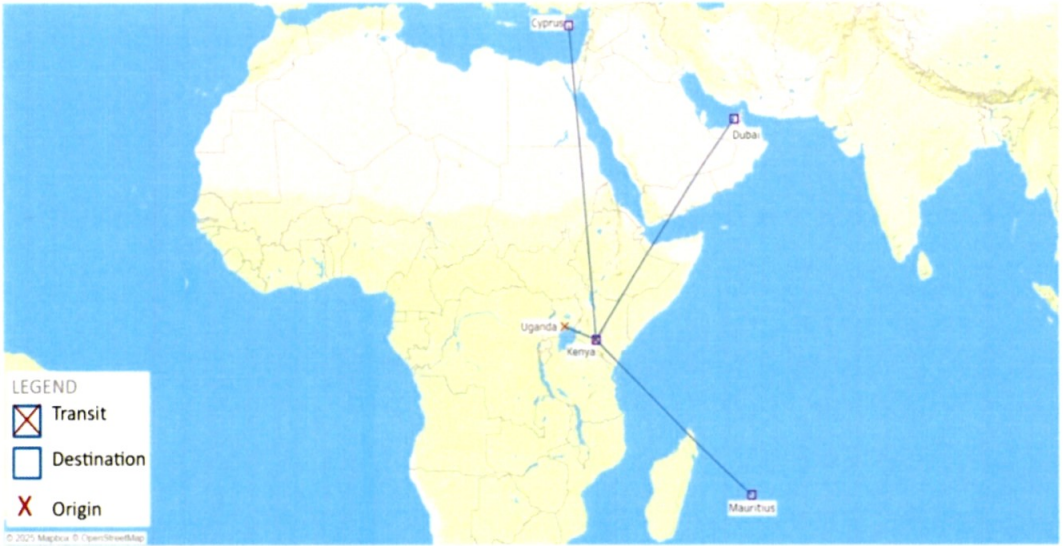 Cyprus
Dubai
Uganda
Kenya
Mauritius
LEGEND
Transit
Destination
X Origin
© 2025 Mapbox © OpenStreetMap